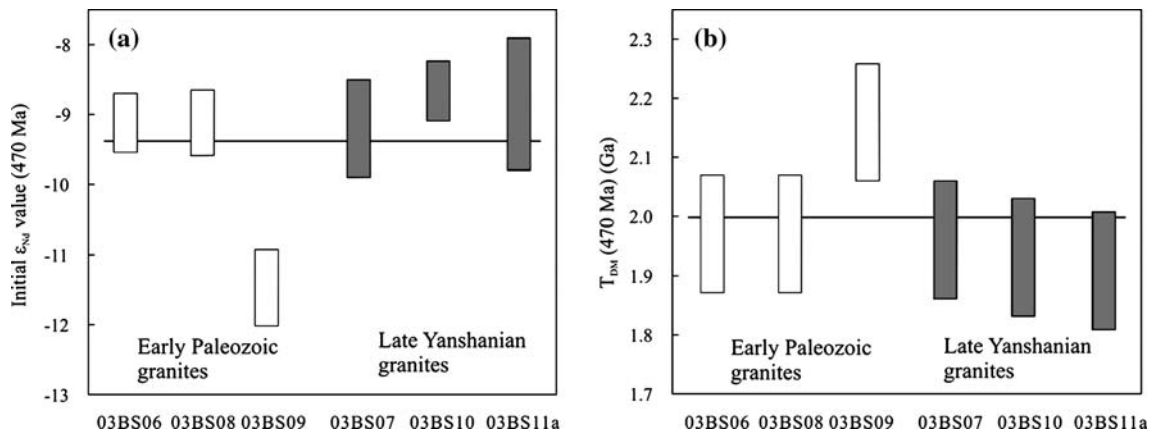 (a)
Initial εNd value (470 Ma)
-8
-9
-10
-11
-12
-13
Early Paleozoic
granites
Late Yanshanian
granites
03BS06 03BS08 03BS09 03BS07 03BS10 03BS11a
(b)
TDM (470 Ma) (Ga)
2.3
2.2
2.1
2.0
1.9
1.8
1.7
Early Paleozoic
granites
Late Yanshanian
granites
03BS06 03BS08 03BS09 03BS07 03BS10 03BS11a